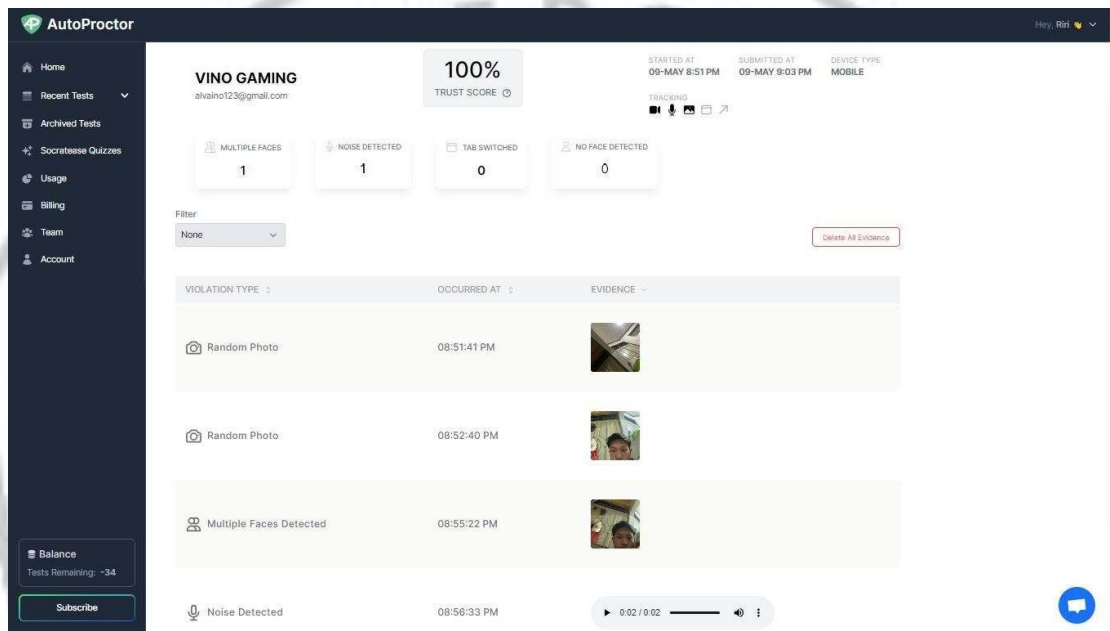 AutoProctor
Hey, Riri 👋
Home
Recent Tests
Archived Tests
Socratease Quizzes
Usage
Billing
Team
Account
Balance
Tests Remaining: -34
Subscribe
VINO GAMING
alvaino123@gmail.com
100%
TRUST SCORE
STARTED AT
09-MAY 8:51 PM
SUBMITTED AT
09-MAY 9:03 PM
DEVICE TYPE
MOBILE
TRACKING
MULTIPLE FACES
1
NOISE DETECTED
1
TAB SWITCHED
0
NO FACE DETECTED
0
Filter
None
Delete All Evidence
VIOLATION TYPE OCCURRED AT EVIDENCE
Random Photo 08:51:41 PM
Random Photo 08:52:40 PM
Multiple Faces Detected 08:55:22 PM
Noise Detected 08:56:33 PM 0:02 / 0:02